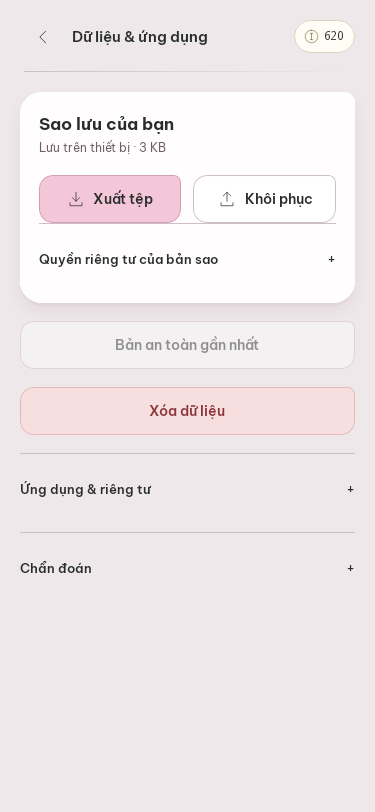 Dữ liệu & ứng dụng
620
Sao lưu của bạn
Lưu trên thiết bị · 3 KB
Xuất tệp
Khôi phục
Quyền riêng tư của bản sao +
Bản an toàn gần nhất
Xóa dữ liệu
Ứng dụng & riêng tư +
Chẩn đoán +